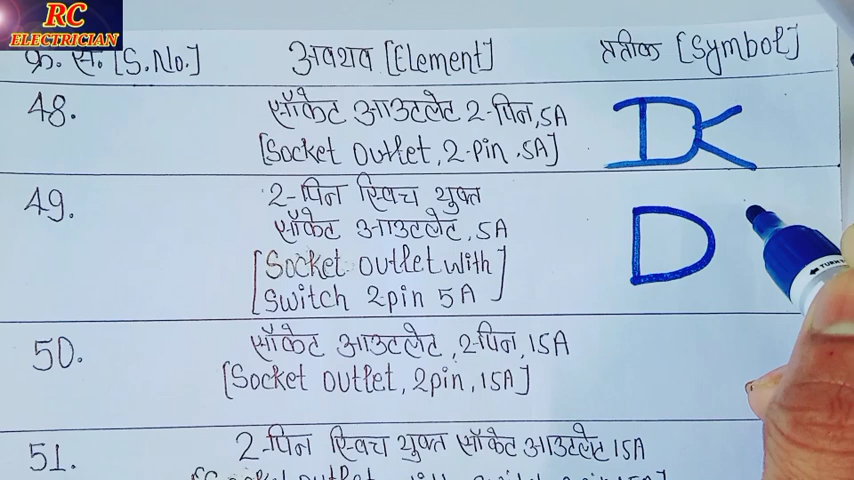 RC
ELECTRICIAN
क्र. सं. [S.No.] अवयव [Element] प्रतीक [Symbol]
48. सॉकेट आउटलेट 2-पिन,5A
[Socket outlet, 2-pin ,5A]
49. 2-पिन स्विच युक्त
सॉकेट आउटलेट, 5A
[Socket outlet with]
[Switch 2pin 5A]
50. सॉकेट आउटलेट ,2-पिन, 15A
[Socket outlet, 2pin, 15A]
51. 2-पिन स्विच युक्त सॉकेट आउटलेट 15A